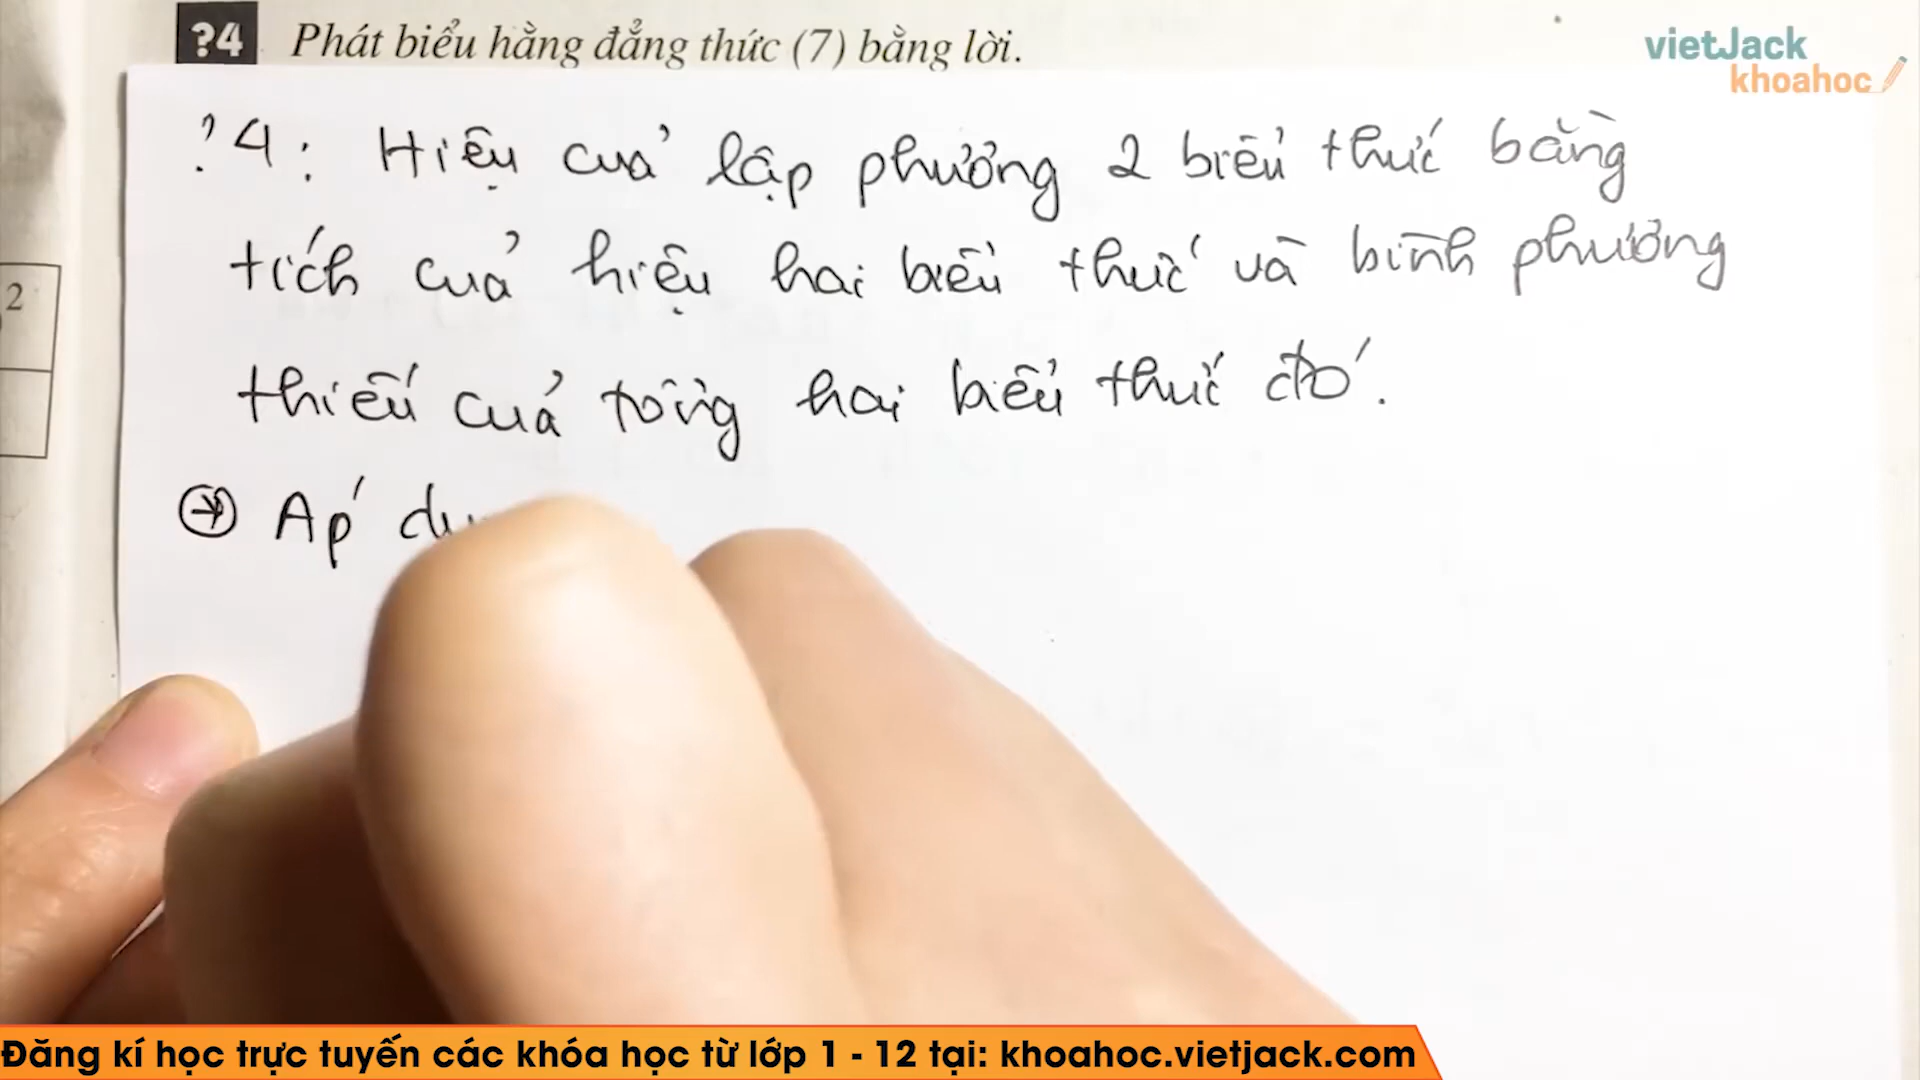 ?4 Phát biểu hằng đẳng thức (7) bằng lời.
vietJack
khoahoc
?4: Hiệu của lập phương 2 biểu thức bằng
tích của hiệu hai biểu thức và bình phương
2
thiếu của tổng hai biểu thức đó.
→ Áp dụ
Đăng kí học trực tuyến các khóa học từ lớp 1 - 12 tại: khoahoc.vietjack.com